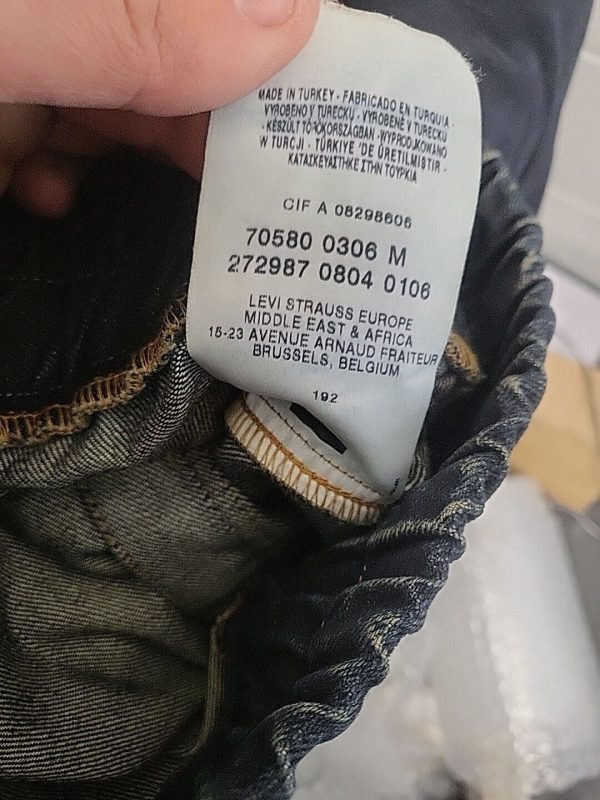 MADE IN TURKEY - FABRICADO EN TURQUIA -
VYROBENO V TURECKU - VYROBENÉ V TURECKU
- KÉSZÜLT TÖRÖKORSZÁGBAN - WYPRODUKOWANO
W TURCJI - TÜRKIYE 'DE ÜRETILMISTIR -
ΚΑΤΑΣΚΕΥΑΣΤΗΚΕ ΣΤΗΝ ΤΟΥΡΚΙΑ
CIF A 08298606
70580 0306 M
272987 0804 0106
LEVI STRAUSS EUROPE
MIDDLE EAST & AFRICA
15-23 AVENUE ARNAUD FRAITEUR
BRUSSELS, BELGIUM
192